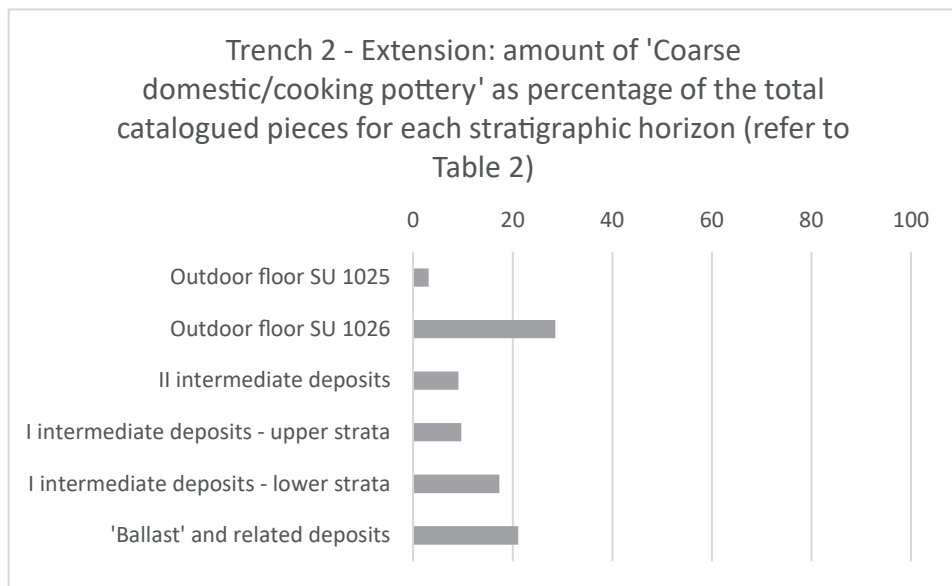 Trench 2 - Extension: amount of 'Coarse
domestic/cooking pottery' as percentage of the total
catalogued pieces for each stratigraphic horizon (refer to
Table 2)
0 20 40 60 80 100
Outdoor floor SU 1025
Outdoor floor SU 1026
II intermediate deposits
I intermediate deposits - upper strata
I intermediate deposits - lower strata
'Ballast' and related deposits